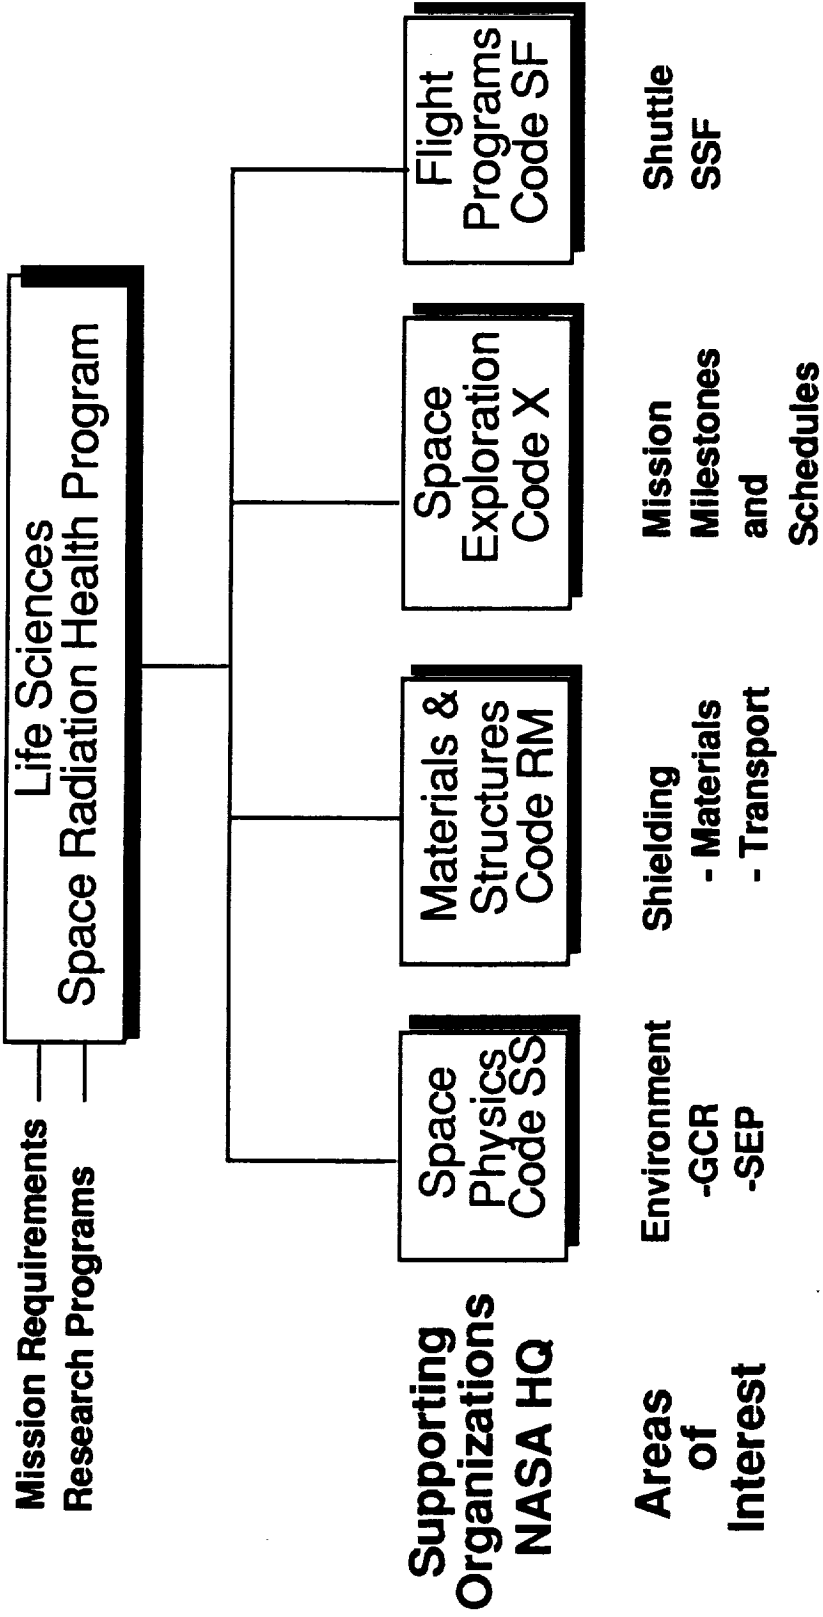 Mission Requirements
Research Programs
Life Sciences
Space Radiation Health Program
Supporting
Organizations
NASA HQ
Space
Physics
Code SS
Materials &
Structures
Code RM
Space
Exploration
Code X
Flight
Programs
Code SF
Areas
of
Interest
Environment
-GCR
-SEP
Shielding
- Materials
- Transport
Mission
Milestones
and
Schedules
Shuttle
SSF